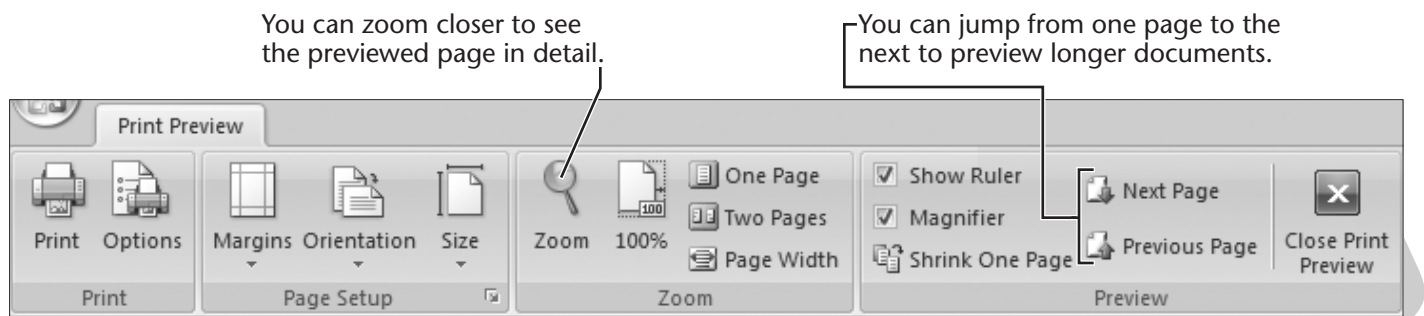 You can zoom closer to see
the previewed page in detail.
You can jump from one page to the
next to preview longer documents.
Print Preview
Print
Options
Margins
Orientation
Size
Zoom
100
100%
One Page
Two Pages
Page Width
Show Ruler
Magnifier
Shrink One Page
Next Page
Previous Page
Close Print
Preview
Print
Page Setup
Zoom
Preview